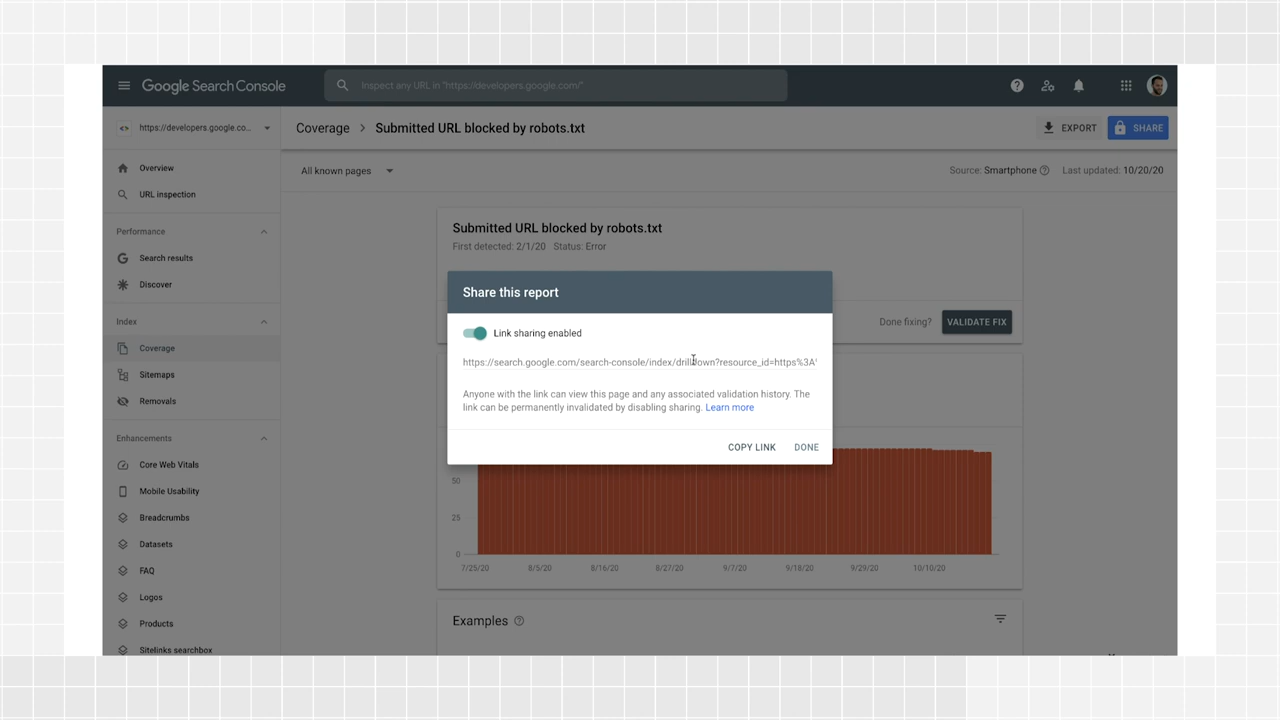 Google Search Console
Inspect any URL in "https://developers.google.com/"
https://developers.google.co...
Coverage > Submitted URL blocked by robots.txt
EXPORT
SHARE
Overview
URL inspection
Performance
Search results
Discover
Index
Coverage
Sitemaps
Removals
Enhancements
Core Web Vitals
Mobile Usability
Breadcrumbs
Datasets
FAQ
Logos
Products
Sitelinks searchbox
All known pages
Source: Smartphone
Last updated: 10/20/20
Submitted URL blocked by robots.txt
First detected: 2/1/20 Status: Error
Done fixing?
VALIDATE FIX
Share this report
Link sharing enabled
https://search.google.com/search-console/index/drilldown?resource_id=https%3A
Anyone with the link can view this page and any associated validation history. The
link can be permanently invalidated by disabling sharing. Learn more
COPY LINK
DONE
50
25
0
7/25/20 8/5/20 8/16/20 8/27/20 9/7/20 9/18/20 9/29/20 10/10/20
Examples